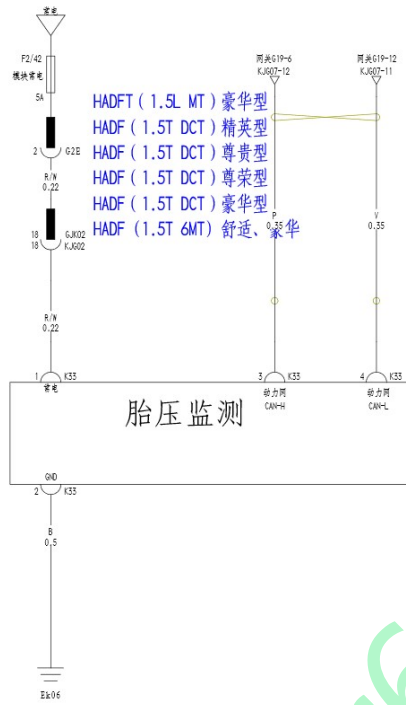 常电
F2/42
模块常电
5A
2 G2E
R/W
0.22
18 GJK02
18 KJG02
R/W
0.22
1 K33
常电
网关G19-6
KJG07-12
网关G19-12
KJG07-11
HADFT ( 1.5L MT ) 豪华型
HADF ( 1.5T DCT ) 精英型
HADF ( 1.5T DCT ) 尊贵型
HADF ( 1.5T DCT ) 尊荣型
HADF ( 1.5T DCT ) 豪华型
HADF (1.5T 6MT) 舒适、豪华
P
0.35
V
0.35
3 K33
动力网
CAN-H
4 K33
动力网
CAN-L
胎压监测
GND
2 K33
B
0.5
Ek06